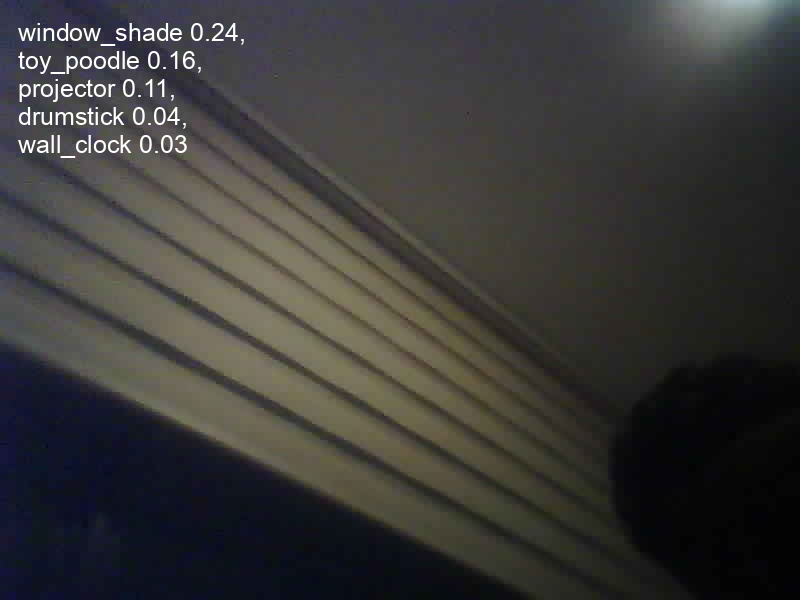 window_shade 0.24,
toy_poodle 0.16,
projector 0.11,
drumstick 0.04,
wall_clock 0.03